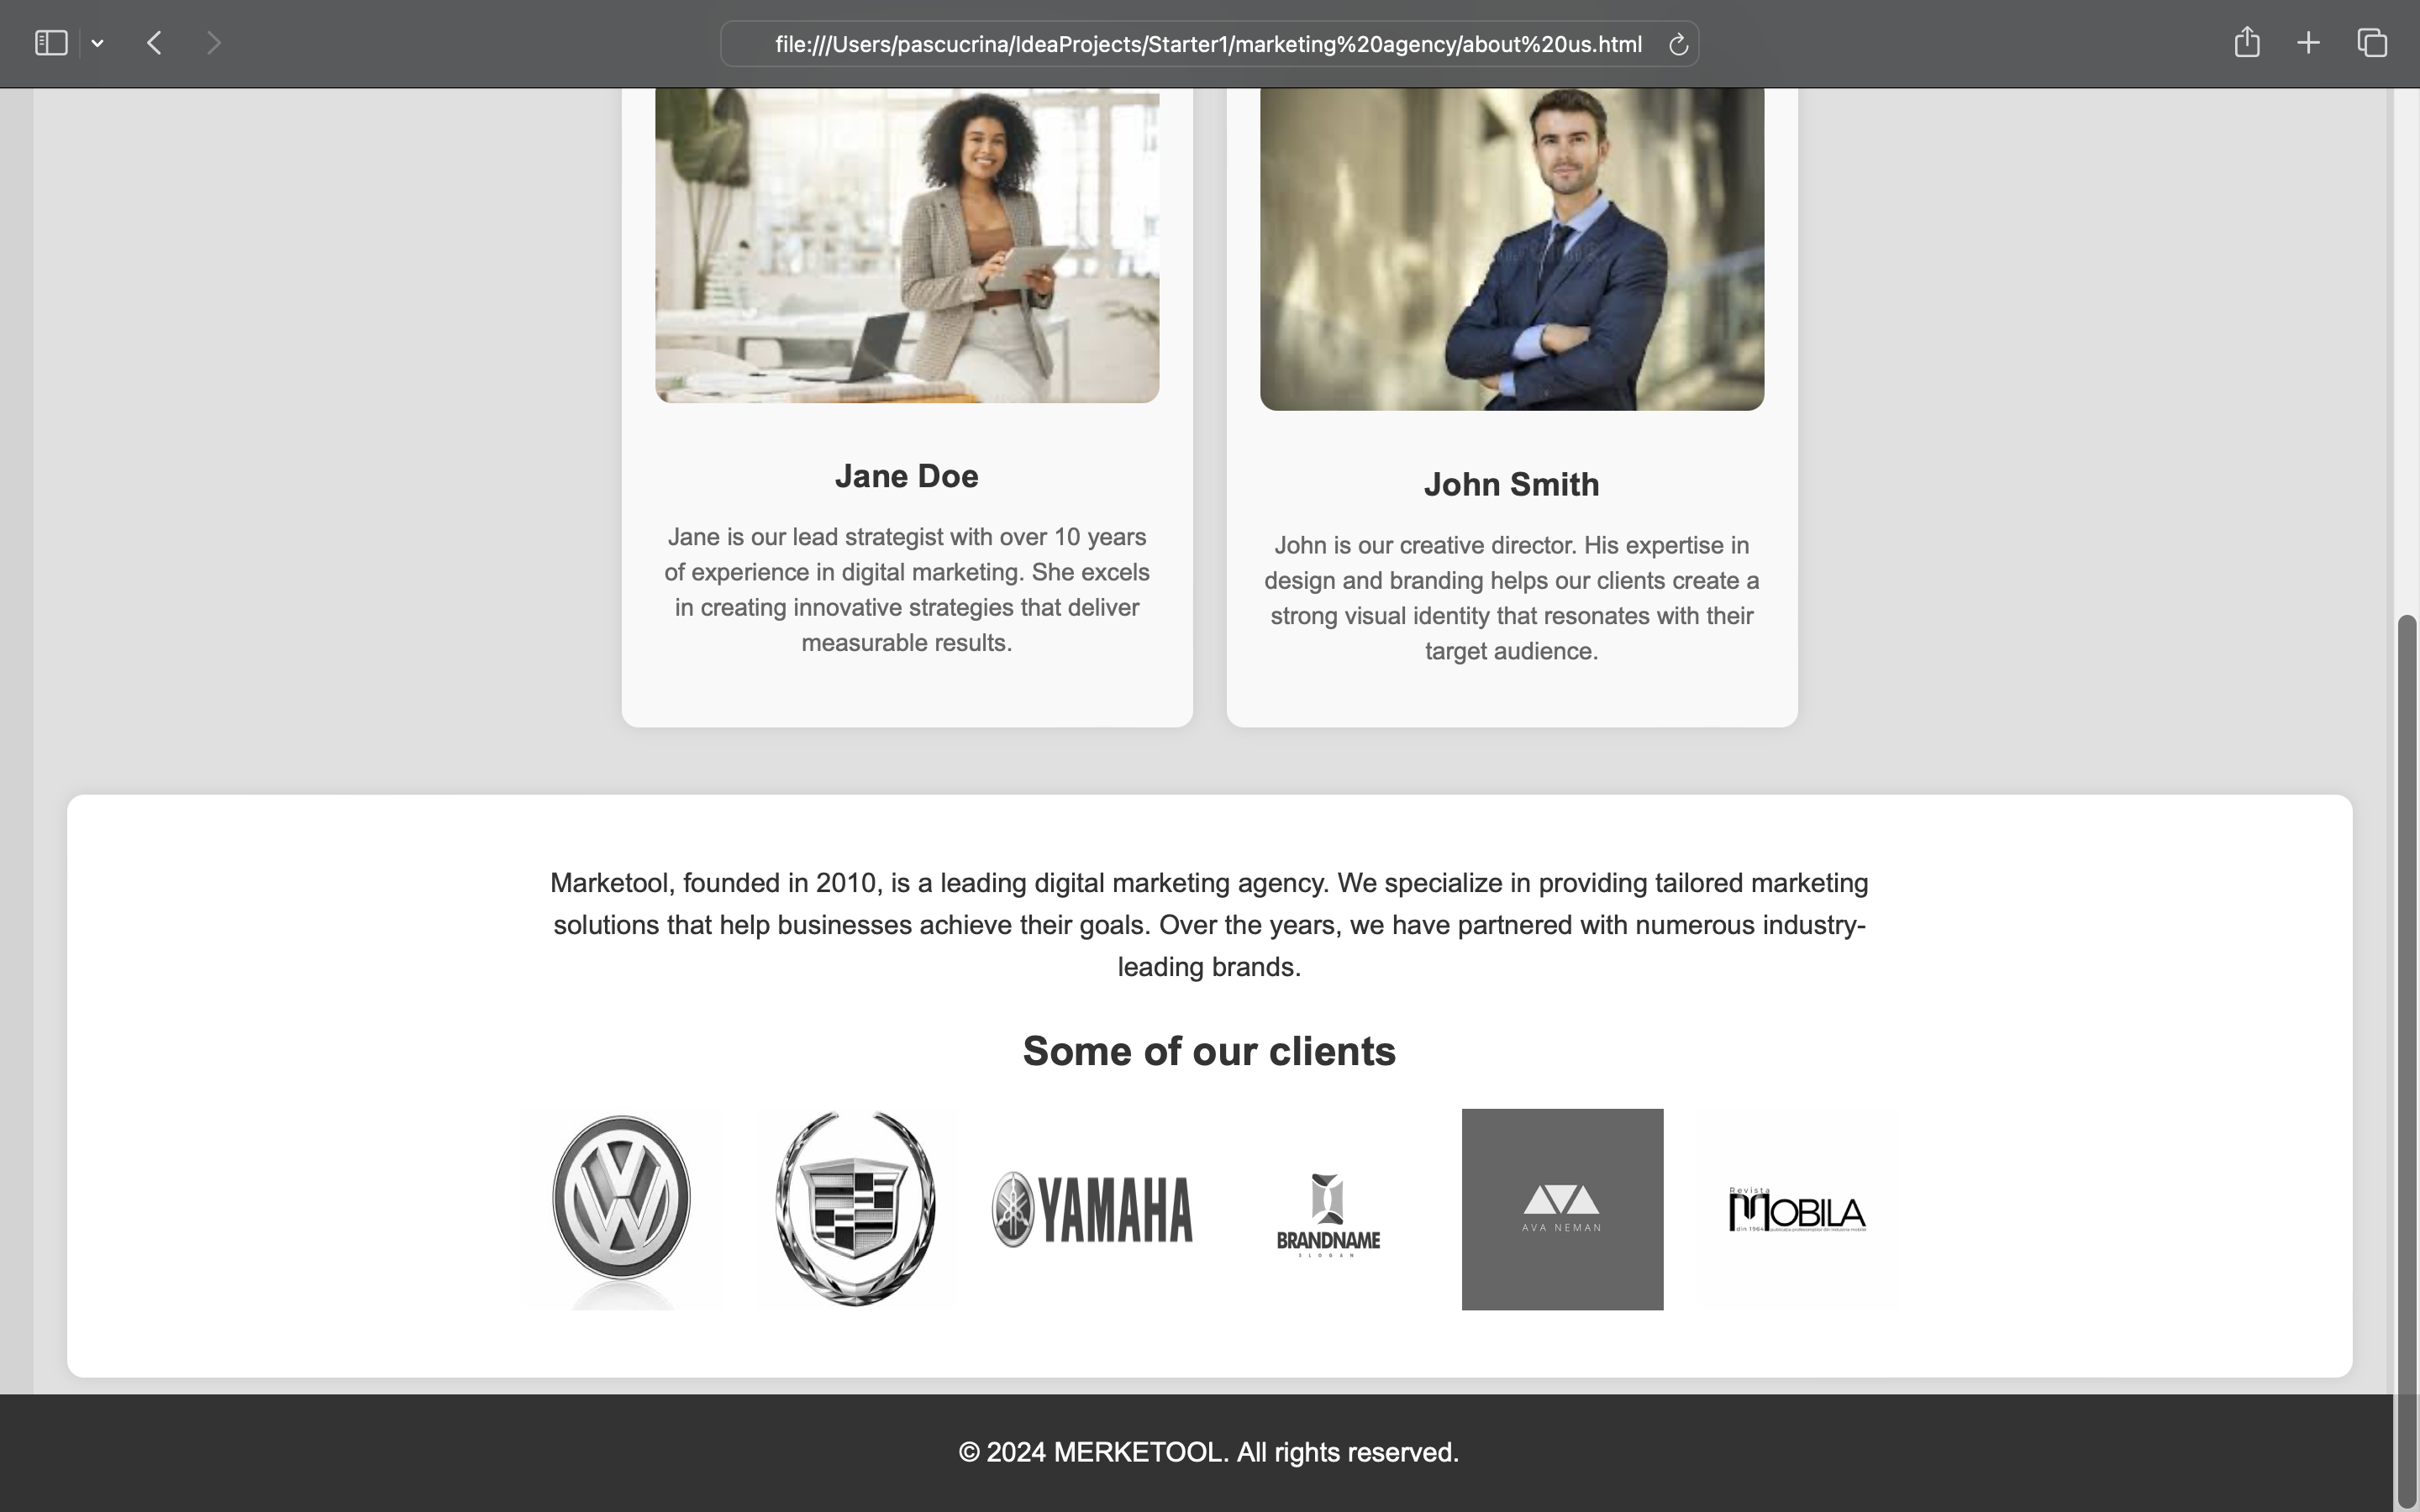 file:///Users/pascucrina/IdeaProjects/Starter1/marketing%20agency/about%20us.html
Jane Doe
Jane is our lead strategist with over 10 years
of experience in digital marketing. She excels
in creating innovative strategies that deliver
measurable results.
John Smith
John is our creative director. His expertise in
design and branding helps our clients create a
strong visual identity that resonates with their
target audience.
Marketool, founded in 2010, is a leading digital marketing agency. We specialize in providing tailored marketing
solutions that help businesses achieve their goals. Over the years, we have partnered with numerous industry-
leading brands.
Some of our clients
YAMAHA
BRANDNAME
SLOGAN
AVA NEMAN
Revista
MOBILA
din 1964
© 2024 MERKETOOL. All rights reserved.